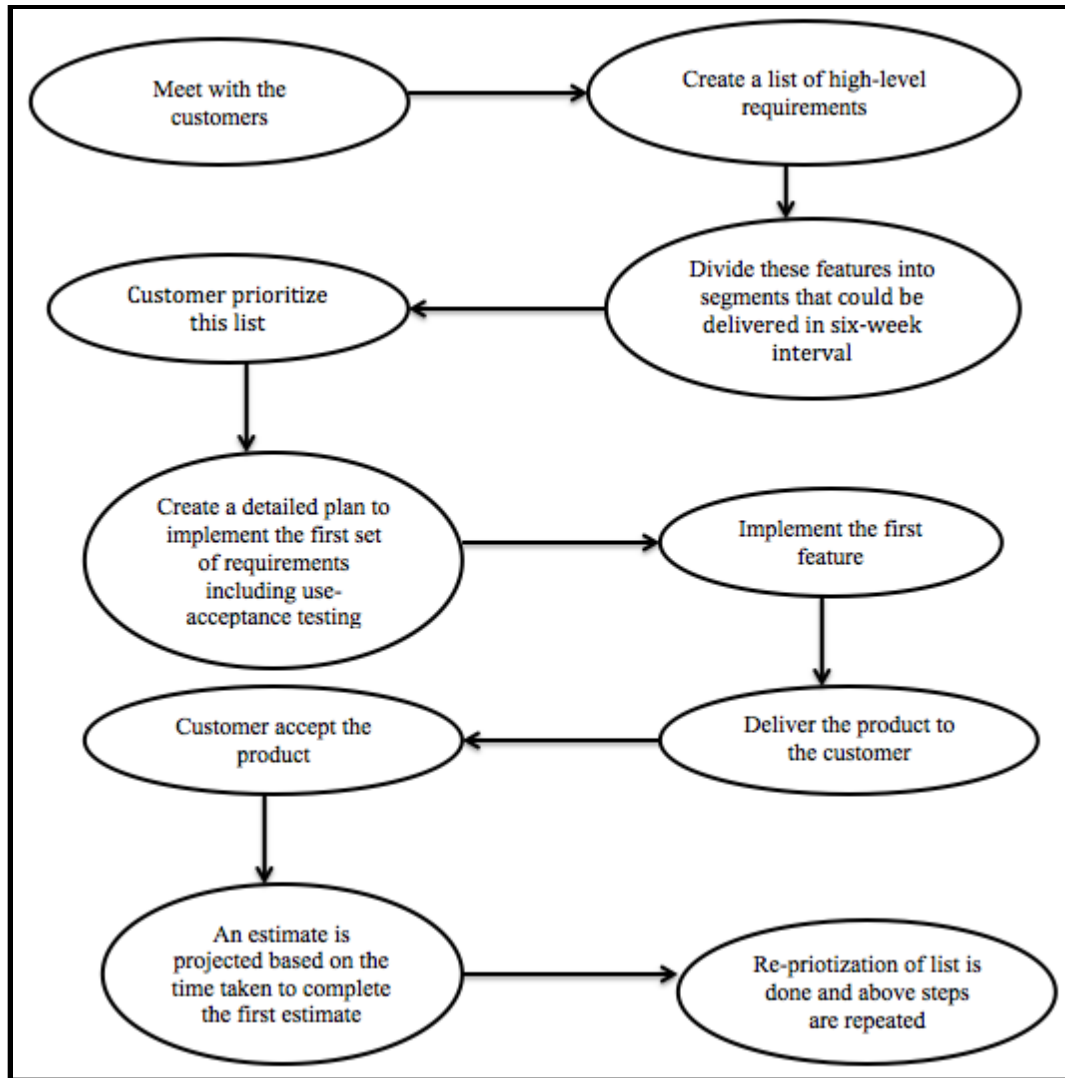 Meet with the
customers
Create a list of high-level
requirements
Divide these features into
segments that could be
delivered in six-week
interval
Customer prioritize
this list
Create a detailed plan to
implement the first set
of requirements
including use-
acceptance testing
Implement the first
feature
Deliver the product to
the customer
Customer accept the
product
An estimate is
projected based on the
time taken to complete
the first estimate
Re-priotization of list is
done and above steps
are repeated